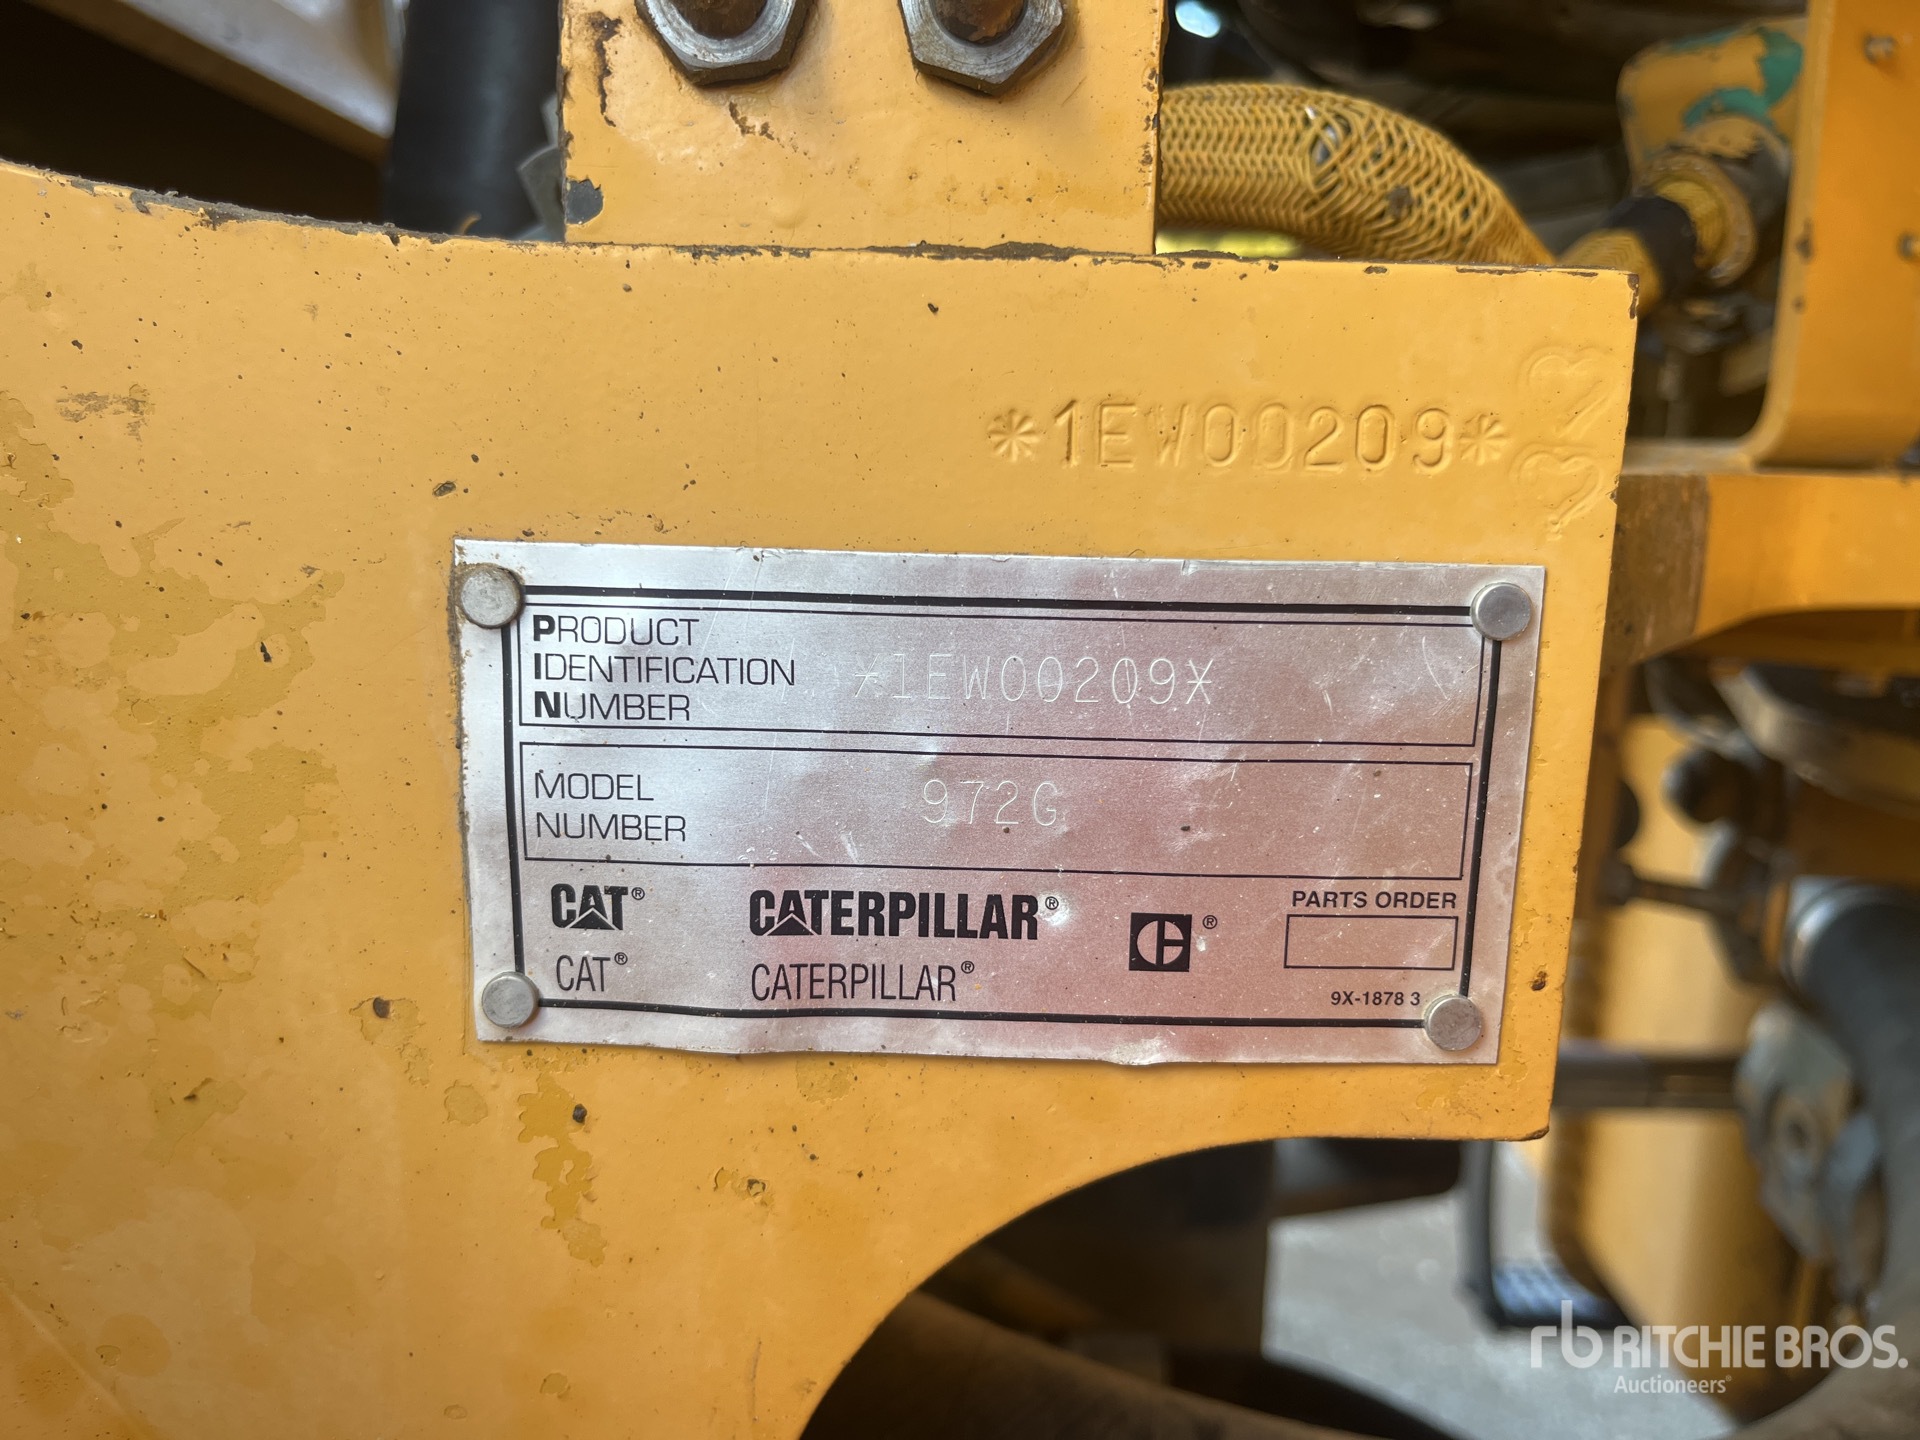 *1EW00209*
PRODUCT
IDENTIFICATION
NUMBER
*1EW00209*
MODEL
NUMBER
972G
CAT®
CATERPILLAR®
®
PARTS ORDER
CAT®
CATERPILLAR®
9X-1878 3
rb RITCHIE BROS.
Auctioneers